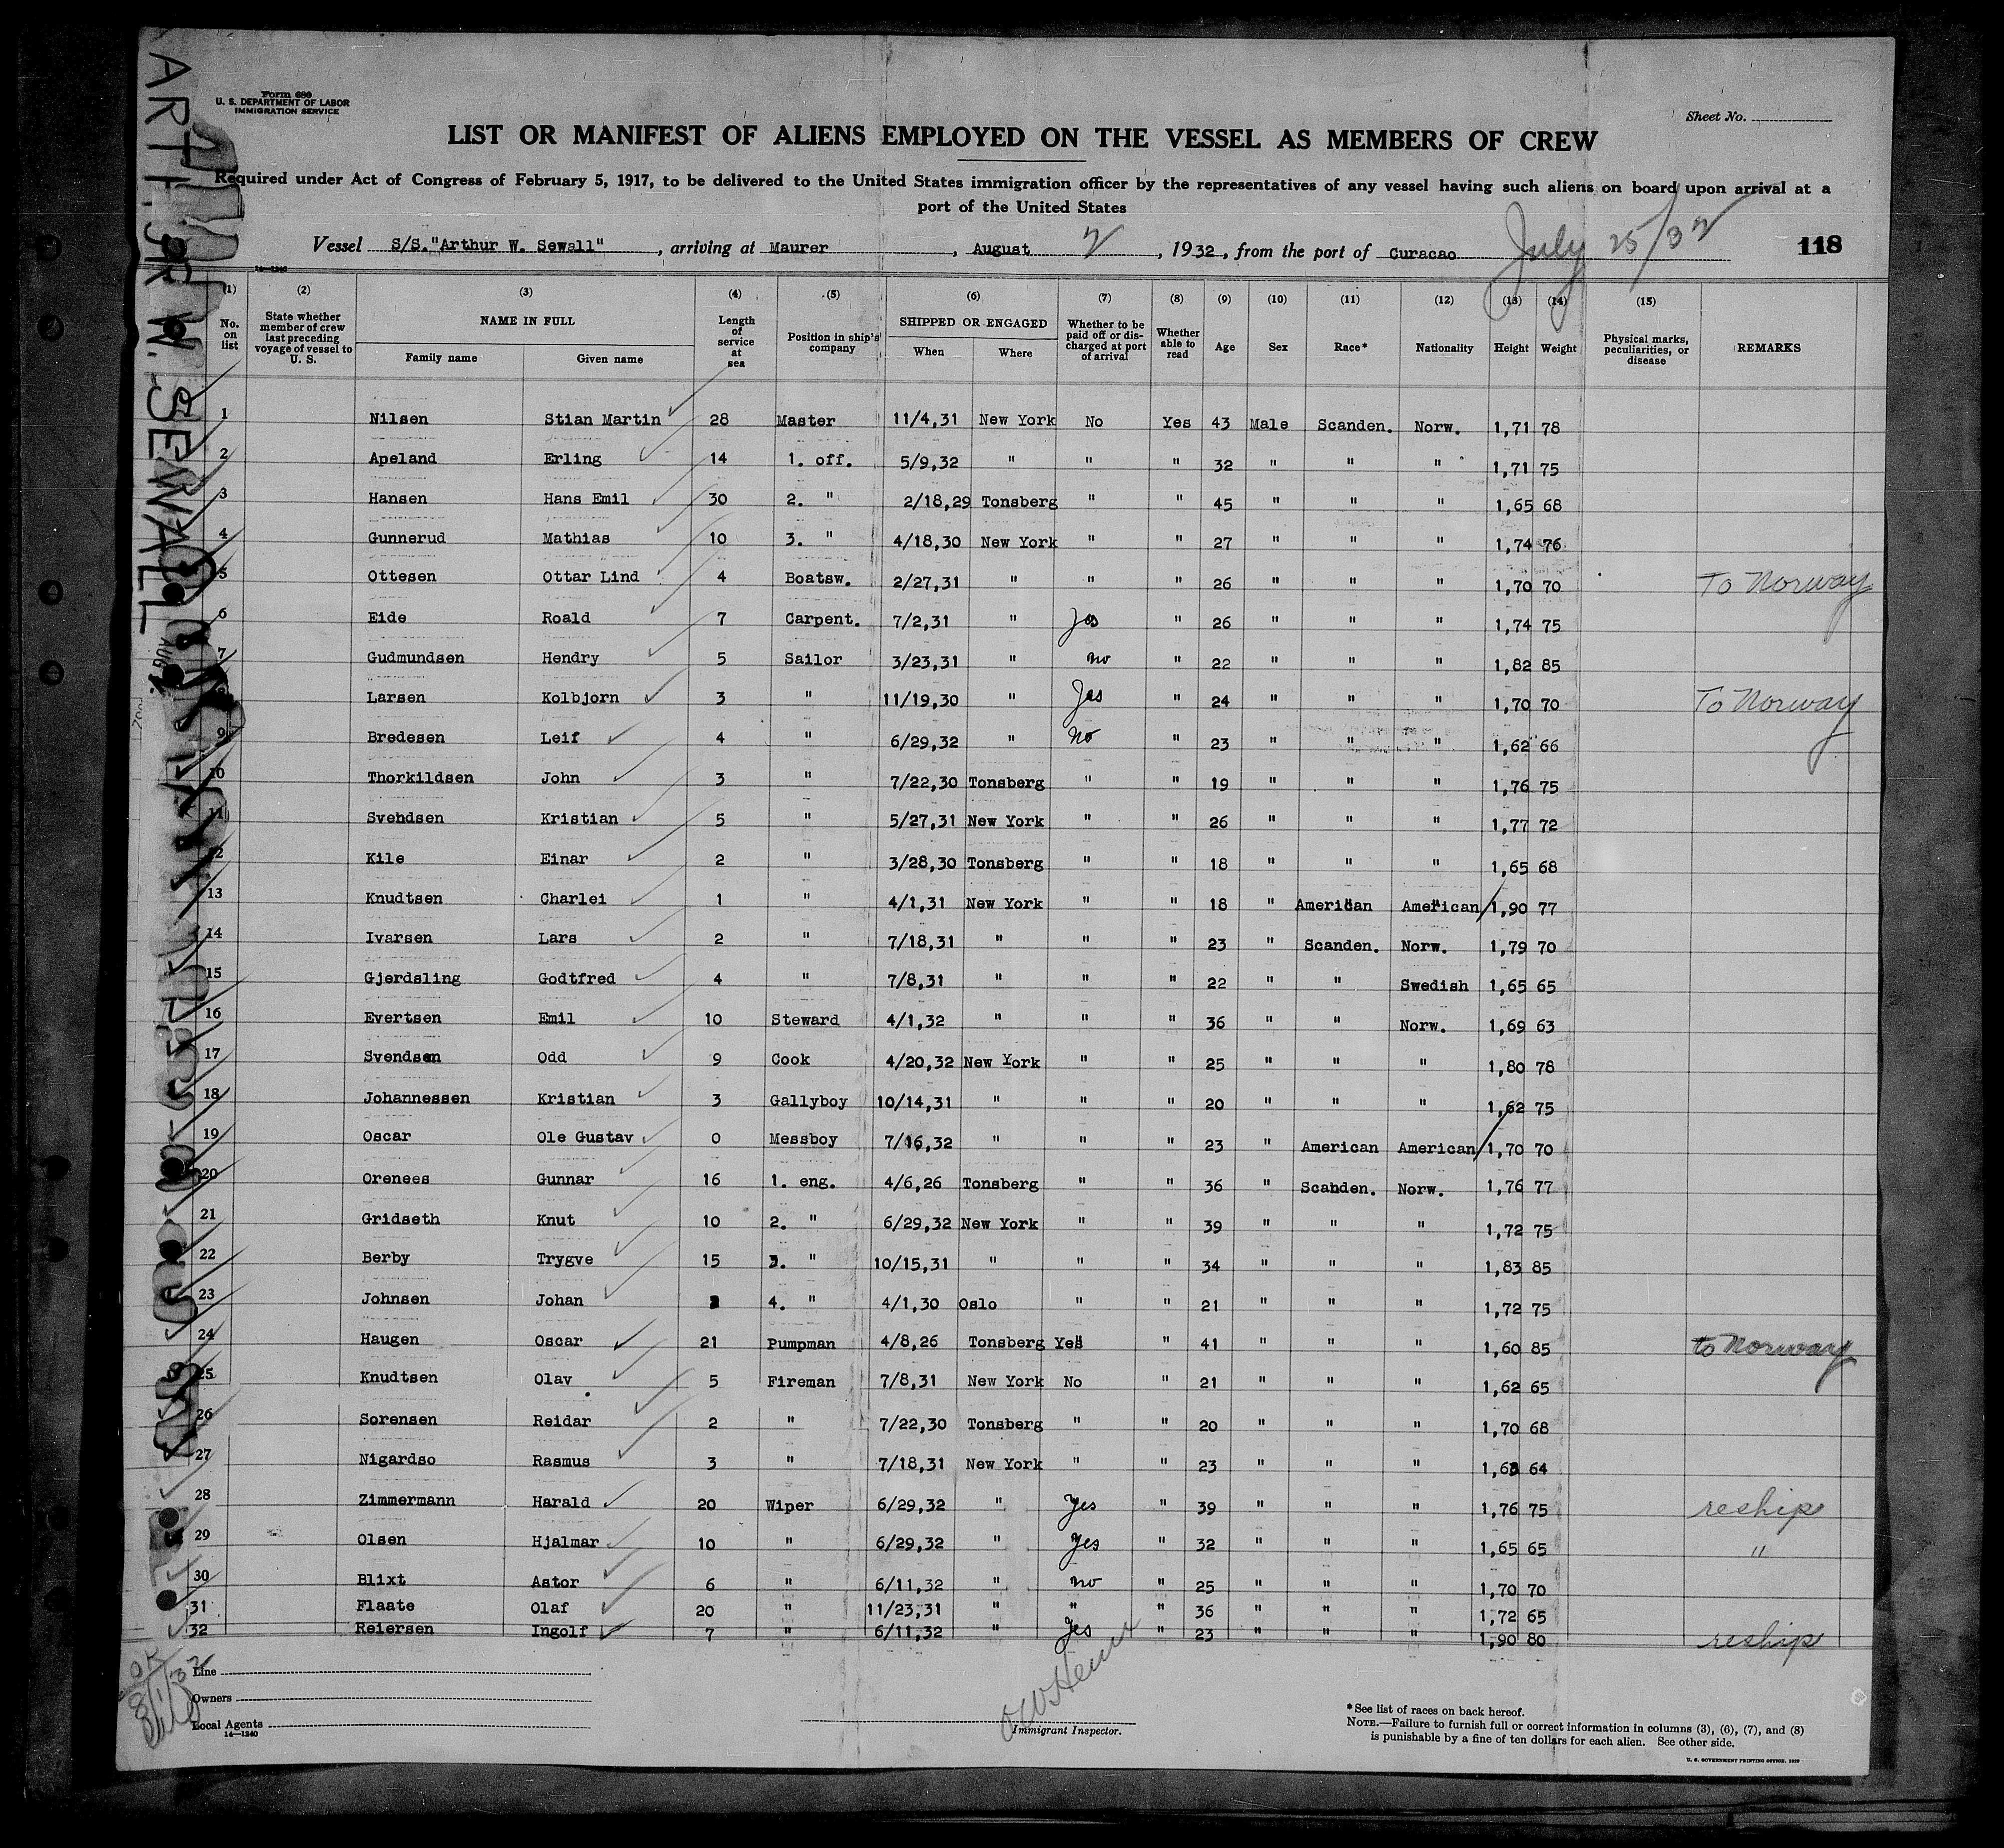 ARTHUR W. SEWALL
Form 680
U. S. DEPARTMENT OF LABOR
IMMIGRATION SERVICE
Sheet No.
LIST OR MANIFEST OF ALIENS EMPLOYED ON THE VESSEL AS MEMBERS OF CREW
Required under Act of Congress of February 5, 1917, to be delivered to the United States immigration officer by the representatives of any vessel having such aliens on board upon arrival at a
port of the United States
Vessel S/S."Arthur W. Sewall", arriving at Maurer, August 2, 1932, from the port of Curacao July 25/32 118
14—1240
(1) (2) (3) (4) (5) (6) (7) (8) (9) (10) (11) (12) (13) (14) (15)
No. on list State whether member of crew last preceding voyage of vessel to U. S. NAME IN FULL Family name Given name Length of service at sea Position in ship's company SHIPPED OR ENGAGED When Where Whether to be paid off or discharged at port of arrival Whether able to read Age Sex Race* Nationality Height Weight Physical marks, peculiarities, or disease REMARKS
1 Nilsen Stian Martin 28 Master 11/4,31 New York No Yes 43 Male Scanden. Norw. 1,71 78
2 Apeland Erling 14 1. off. 5/9,32 " " " 32 " " " 1,71 75
3 Hansen Hans Emil 30 2. " 2/18,29 Tonsberg " " 45 " " " 1,65 68
4 Gunnerud Mathias 10 3. " 4/18,30 New York " " 27 " " " 1,74 76
5 Ottesen Ottar Lind 4 Boatsw. 2/27,31 " " " 26 " " " 1,70 70 To Norway
6 Eide Roald 7 Carpent. 7/2,31 " Yes " 26 " " " 1,74 75
7 Gudmundsen Hendry 5 Sailor 3/23,31 " no " 22 " " " 1,82 85
8 Larsen Kolbjorn 3 " 11/19,30 " Yes " 24 " " " 1,70 70 To Norway
9 Bredesen Leif 4 " 6/29,32 " No " 23 " " " 1,62 66
10 Thorkildsen John 3 " 7/22,30 Tonsberg " " 19 " " " 1,76 75
11 Svendsen Kristian 5 " 5/27,31 New York " " 26 " " " 1,77 72
12 Kile Einar 2 " 3/28,30 Tonsberg " " 18 " " " 1,65 68
13 Knudtsen Charlei 1 " 4/1,31 New York " " 18 " American American 1,90 77
14 Ivarsen Lars 2 " 7/18,31 " " " 23 " Scanden. Norw. 1,79 70
15 Gjerdsling Godtfred 4 " 7/8,31 " " " 22 " " Swedish 1,65 65
16 Evertsen Emil 10 Steward 4/1,32 " " " 36 " " Norw. 1,69 63
17 Svendsen Odd 9 Cook 4/20,32 New York " " 25 " " " 1,80 78
18 Johannessen Kristian 3 Gallyboy 10/14,31 " " " 20 " " " 1,62 75
19 Oscar Ole Gustav 0 Messboy 7/16,32 " " " 23 " American American 1,70 70
20 Orenees Gunnar 16 1. eng. 4/6,26 Tonsberg " " 36 " Scanden. Norw. 1,76 77
21 Gridseth Knut 10 2. " 6/29,32 New York " " 39 " " " 1,72 75
22 Berby Trygve 15 3. " 10/15,31 " " " 34 " " " 1,83 85
23 Johnsen Johan 4. " 4/1,30 Oslo " " 21 " " " 1,72 75
24 Haugen Oscar 21 Pumpman 4/8,26 Tonsberg Yes " 41 " " " 1,60 85 to Norway
25 Knudtsen Olav 5 Fireman 7/8,31 New York No " 21 " " " 1,62 65
26 Sorensen Reidar 2 " 7/22,30 Tonsberg " " 20 " " " 1,70 68
27 Nigardso Rasmus 3 " 7/18,31 New York " " 23 " " " 1,63 64
28 Zimmermann Harald 20 Wiper 6/29,32 " Yes " 39 " " " 1,76 75 reship
29 Olsen Hjalmar 10 " 6/29,32 " Yes " 32 " " " 1,65 65 "
30 Blixt Astor 6 " 6/11,32 " no " 25 " " " 1,70 70
31 Flaate Olaf 20 " 11/23,31 " " " 36 " " " 1,72 65
32 Reiersen Ingolf 7 " 6/11,32 " Yes " 23 " " " 1,90 80 reship
Line
Owners
Local Agents
14—1240
Immigrant Inspector.
*See list of races on back hereof.
NOTE.—Failure to furnish full or correct information in columns (3), (6), (7), and (8)
is punishable by a fine of ten dollars for each alien. See other side.
U. S. GOVERNMENT PRINTING OFFICE. 1929